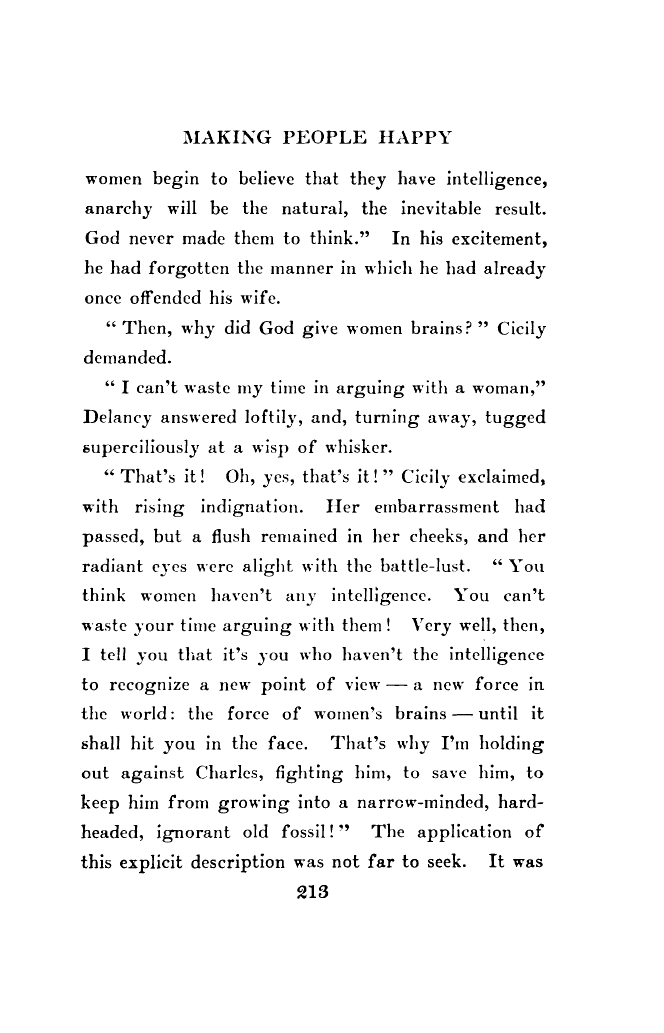 MAKING PEOPLE HAPPY
women begin to believe that they have intelligence,
anarchy will be the natural, the inevitable result.
God never made them to think.” In his excitement,
he had forgotten the manner in which he had already
once offended his wife.
“ Then, why did God give women brains? ” Cicily
demanded.
“ I can’t waste my time in arguing with a woman,”
Delancy answered loftily, and, turning away, tugged
superciliously at a wisp of whisker.
“ That’s it! Oh, yes, that’s it! ” Cicily exclaimed,
with rising indignation. Her embarrassment had
passed, but a flush remained in her cheeks, and her
radiant eyes were alight with the battle-lust. “ You
think women haven’t any intelligence. You can’t
waste your time arguing with them! Very well, then,
I tell you that it’s you who haven’t the intelligence
to recognize a new point of view — a new force in
the world: the force of women’s brains — until it
shall hit you in the face. That’s why I’m holding
out against Charles, fighting him, to save him, to
keep him from growing into a narrow-minded, hard-
headed, ignorant old fossil! ” The application of
this explicit description was not far to seek. It was
213